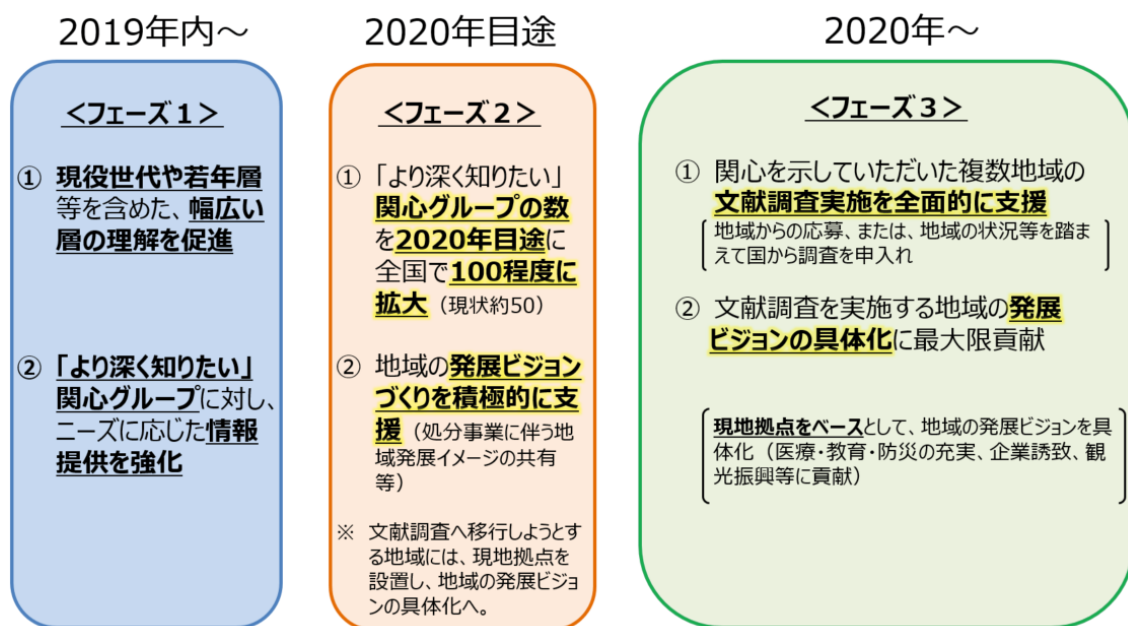 2019年内～
<フェーズ１>
① 現役世代や若年層
等を含めた、幅広い
層の理解を促進
② 「より深く知りたい」
関心グループに対し、
ニーズに応じた情報
提供を強化
2020年目途
<フェーズ２>
① 「より深く知りたい」
関心グループの数
を2020年目途に
全国で100程度に
拡大（現状約50）
② 地域の発展ビジョン
づくりを積極的に支
援（処分事業に伴う地
域発展イメージの共有
等）
※ 文献調査へ移行しようとす
る地域には、現地拠点を
設置し、地域の発展ビジョ
ンの具体化へ。
2020年～
<フェーズ３>
① 関心を示していただいた複数地域の
文献調査実施を全面的に支援
地域からの応募、または、地域の状況等を踏ま
えて国から調査を申入れ
② 文献調査を実施する地域の発展
ビジョンの具体化に最大限貢献
現地拠点をベースとして、地域の発展ビジョンを具
体化（医療・教育・防災の充実、企業誘致、観
光振興等に貢献）